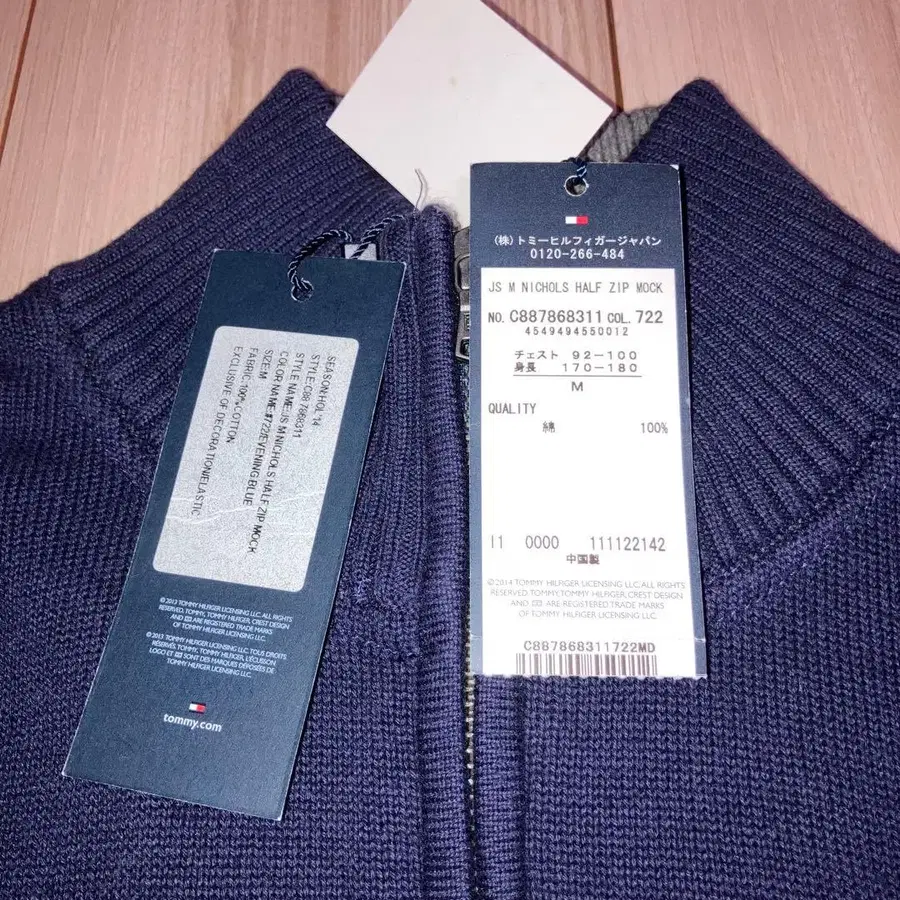 SEASON:HOL'14
STYLE:C88 7868311
STYLE NAME:JS M NICHOLS HALF ZIP MOCK
COLOR NAME:#722/EVENING BLUE
SIZE:M
FABRIC:100%COTTON
EXCLUSIVE OF DECORATION/ELASTIC
©2013 TOMMY HILFIGER LICENSING LLC. ALL RIGHTS
RESERVED. TOMMY, TOMMY HILFIGER, CREST DESIGN
AND ARE REGISTERED TRADE MARKS
OF TOMMY HILFIGER LICENSING LLC.
©2013 TOMMY HILFIGER LICENSING LLC. TOUS DROITS
RÉSERVÉS. TOMMY, TOMMY HILFIGER, L'ÉCUSSON
LOGO ET SONT DES MARQUES DÉPOSÉES DE
TOMMY HILFIGER LICENSING LLC.
tommy.com
(株)トミーヒルフィガージャパン
0120-266-484
JS M NICHOLS HALF ZIP MOCK
NO. C887868311 COL. 722
4549494550012
チェスト 92-100
身長 170-180
M
QUALITY
綿 100%
11 0000 111122142
中国製
©2014 TOMMY HILFIGER LICENSING LLC. ALL RIGHTS
RESERVED. TOMMY, TOMMY HILFIGER, CREST DESIGN
AND ARE REGISTERED TRADE MARKS
OF TOMMY HILFIGER LICENSING LLC.
C887868311722MD